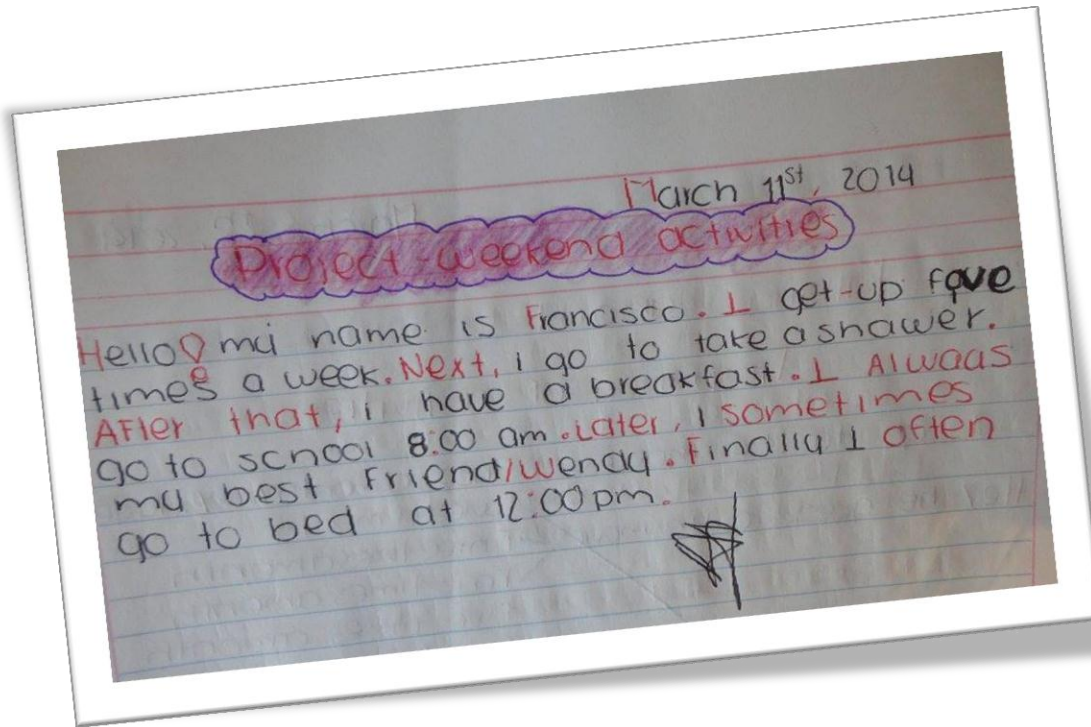 March 11st, 2014
Project-weekend activities
Hello! my name is Francisco. I get-up fove
times a week. Next, i go to take a shawer.
AFter that, i have a breakfast. I Alwaas
go to school 8:00 am. Later, I sometimes
my best Friend/wendy. Finally I often
go to bed at 12:00 pm.